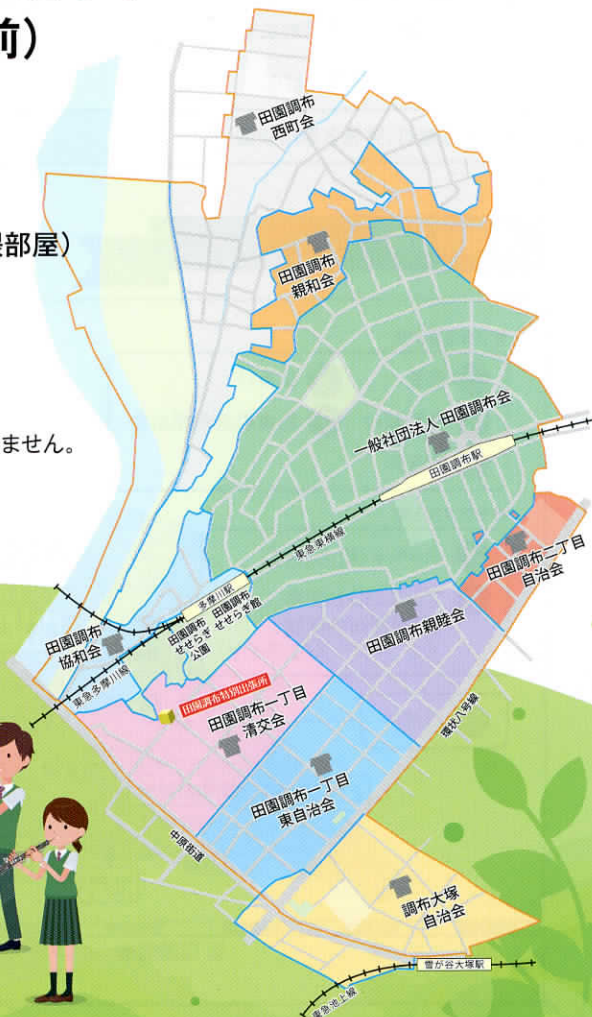 前）
部屋）
ません。
田園調布
西町会
田園調布
親和会
一般社団法人 田園調布会
田園調布駅
東急東横線
田園調布二丁目
自治会
多摩川駅
田園調布
せせらぎ
公園
田園調布
せせらぎ館
田園調布親睦会
田園調布
協和会
東急多摩川線
田園調布特別出張所
田園調布一丁目
清交会
環状八号線
田園調布一丁目
東自治会
中原街道
調布大塚
自治会
雪が谷大塚駅
東急池上線